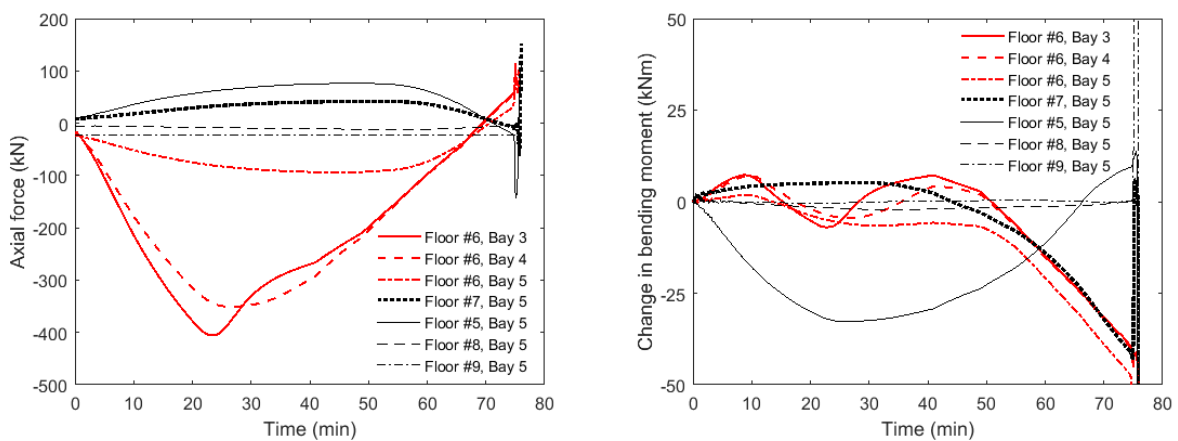 200
100
0
-100
-200
-300
-400
-500
Axial force (kN)
Floor #6, Bay 3
Floor #6, Bay 4
Floor #6, Bay 5
Floor #7, Bay 5
Floor #5, Bay 5
Floor #8, Bay 5
Floor #9, Bay 5
0 10 20 30 40 50 60 70 80
Time (min)
50
25
0
-25
-50
Change in bending moment (kNm)
Floor #6, Bay 3
Floor #6, Bay 4
Floor #6, Bay 5
Floor #7, Bay 5
Floor #5, Bay 5
Floor #8, Bay 5
Floor #9, Bay 5
0 10 20 30 40 50 60 70 80
Time (min)